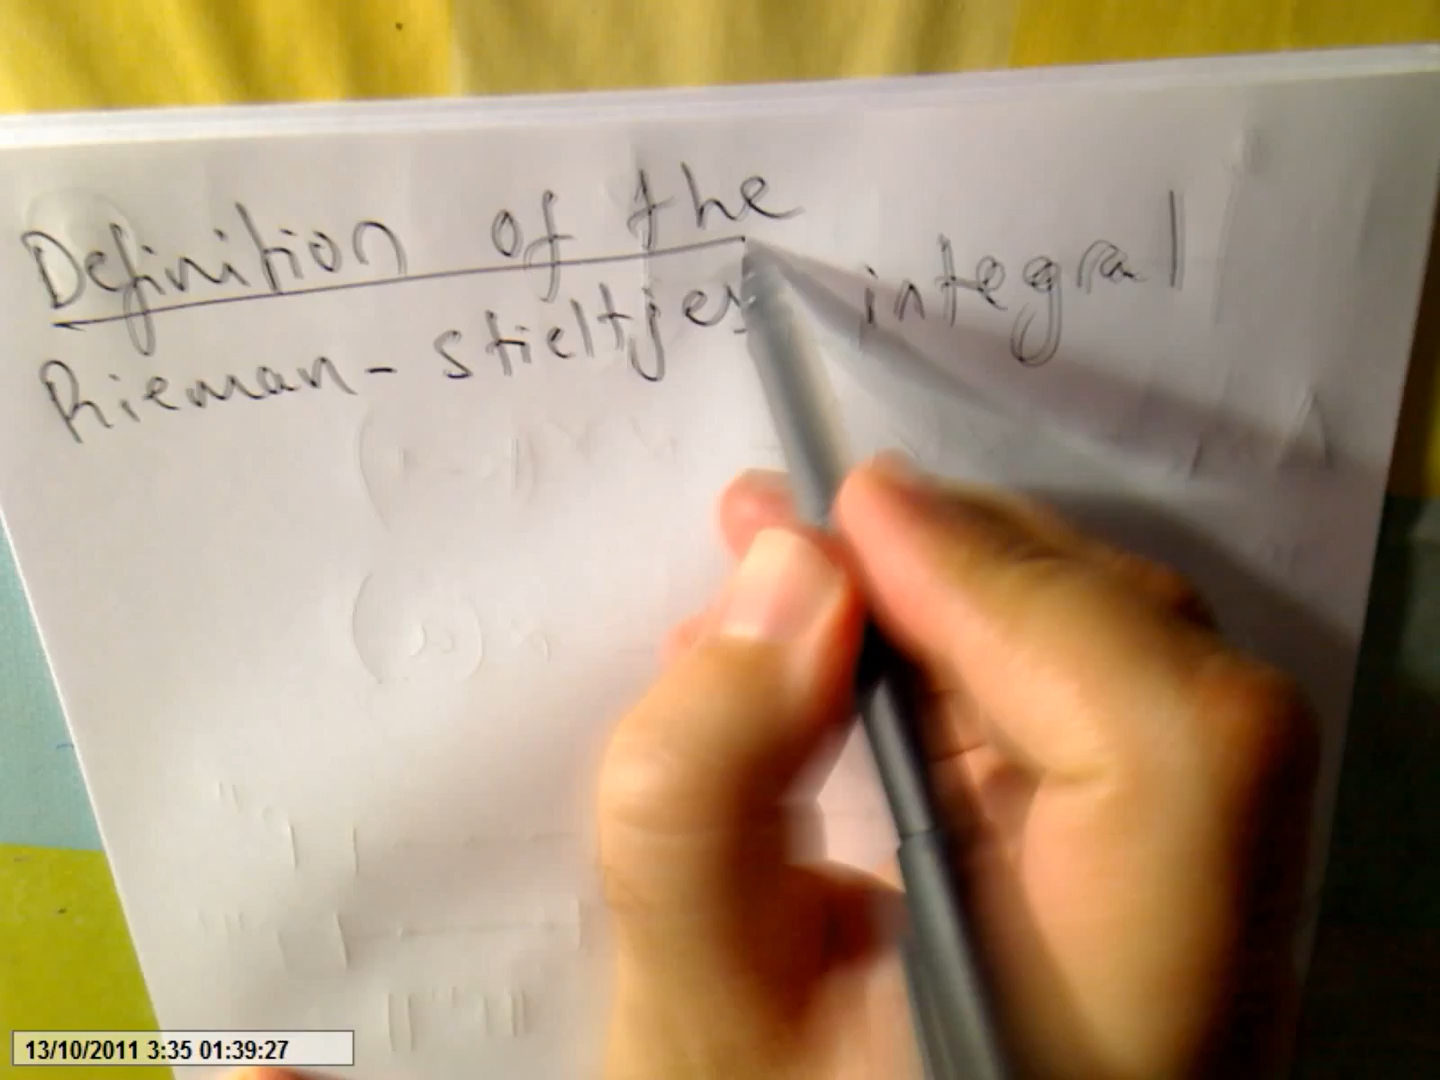 Definition of the
Rieman - stieltjes integral
13/10/2011 3:35 01:39:27